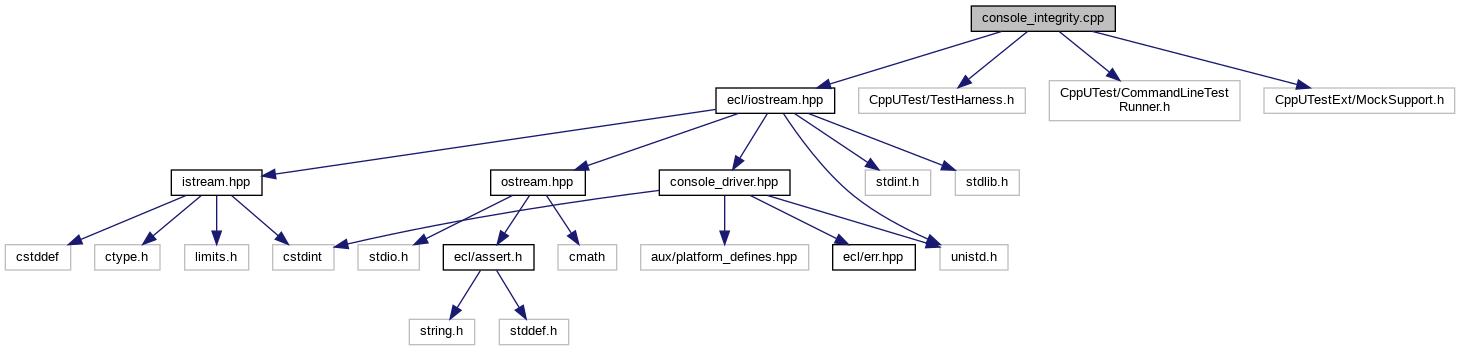 console_integrity.cpp
ecl/iostream.hpp
CppUTest/TestHarness.h
CppUTest/CommandLineTest
Runner.h
CppUTestExt/MockSupport.h
istream.hpp
ostream.hpp
console_driver.hpp
stdint.h
stdlib.h
cstddef
ctype.h
limits.h
cstdint
stdio.h
ecl/assert.h
cmath
aux/platform_defines.hpp
ecl/err.hpp
unistd.h
string.h
stddef.h